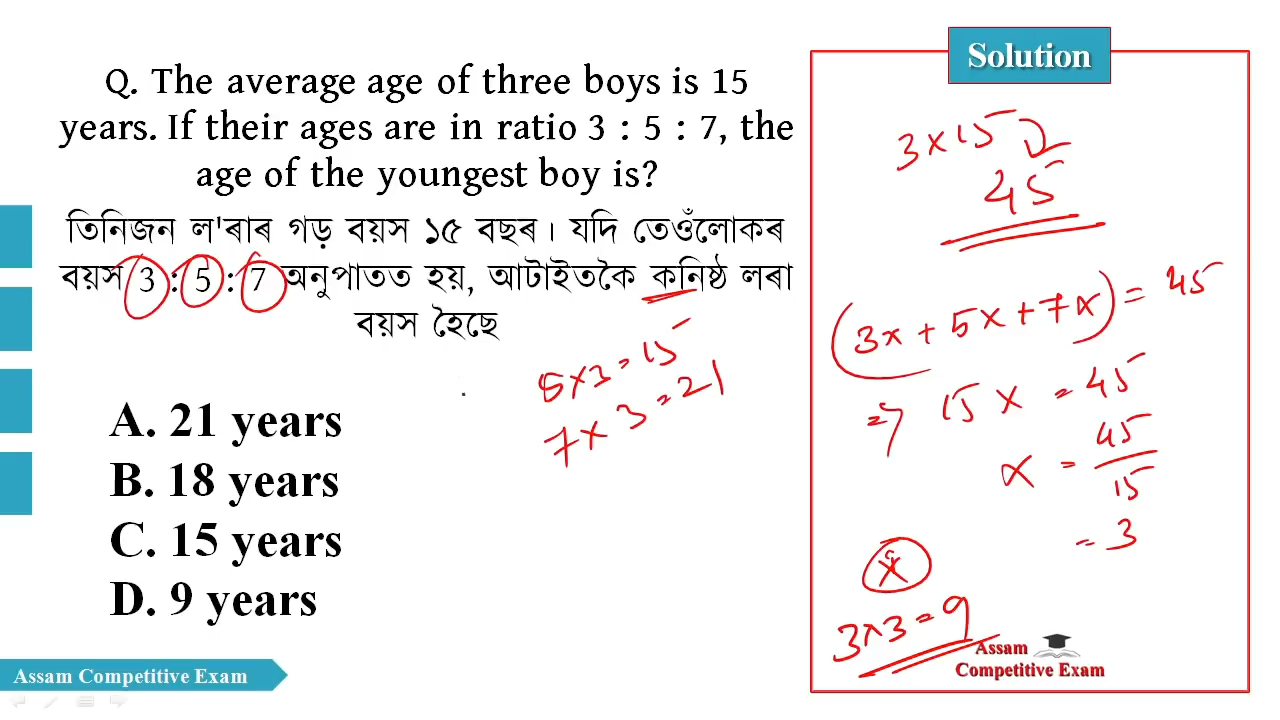 Q. The average age of three boys is 15
years. If their ages are in ratio 3 : 5 : 7, the
age of the youngest boy is?
তিনিজন ল'ৰাৰ গড় বয়স ১৫ বছৰ। যদি তেওঁলোকৰ
বয়স 3 : 5 : 7 অনুপাতত হয়, আটাইতকৈ কনিষ্ঠ লৰা
বয়স হৈছে
5×3=15
7×3=21
A. 21 years
B. 18 years
C. 15 years
D. 9 years
Assam Competitive Exam
Solution
3×15
45
(3x+5x+7x)=45
=> 15x=45
x = 45
15
= 3
x
3×3=9
Assam
Competitive Exam